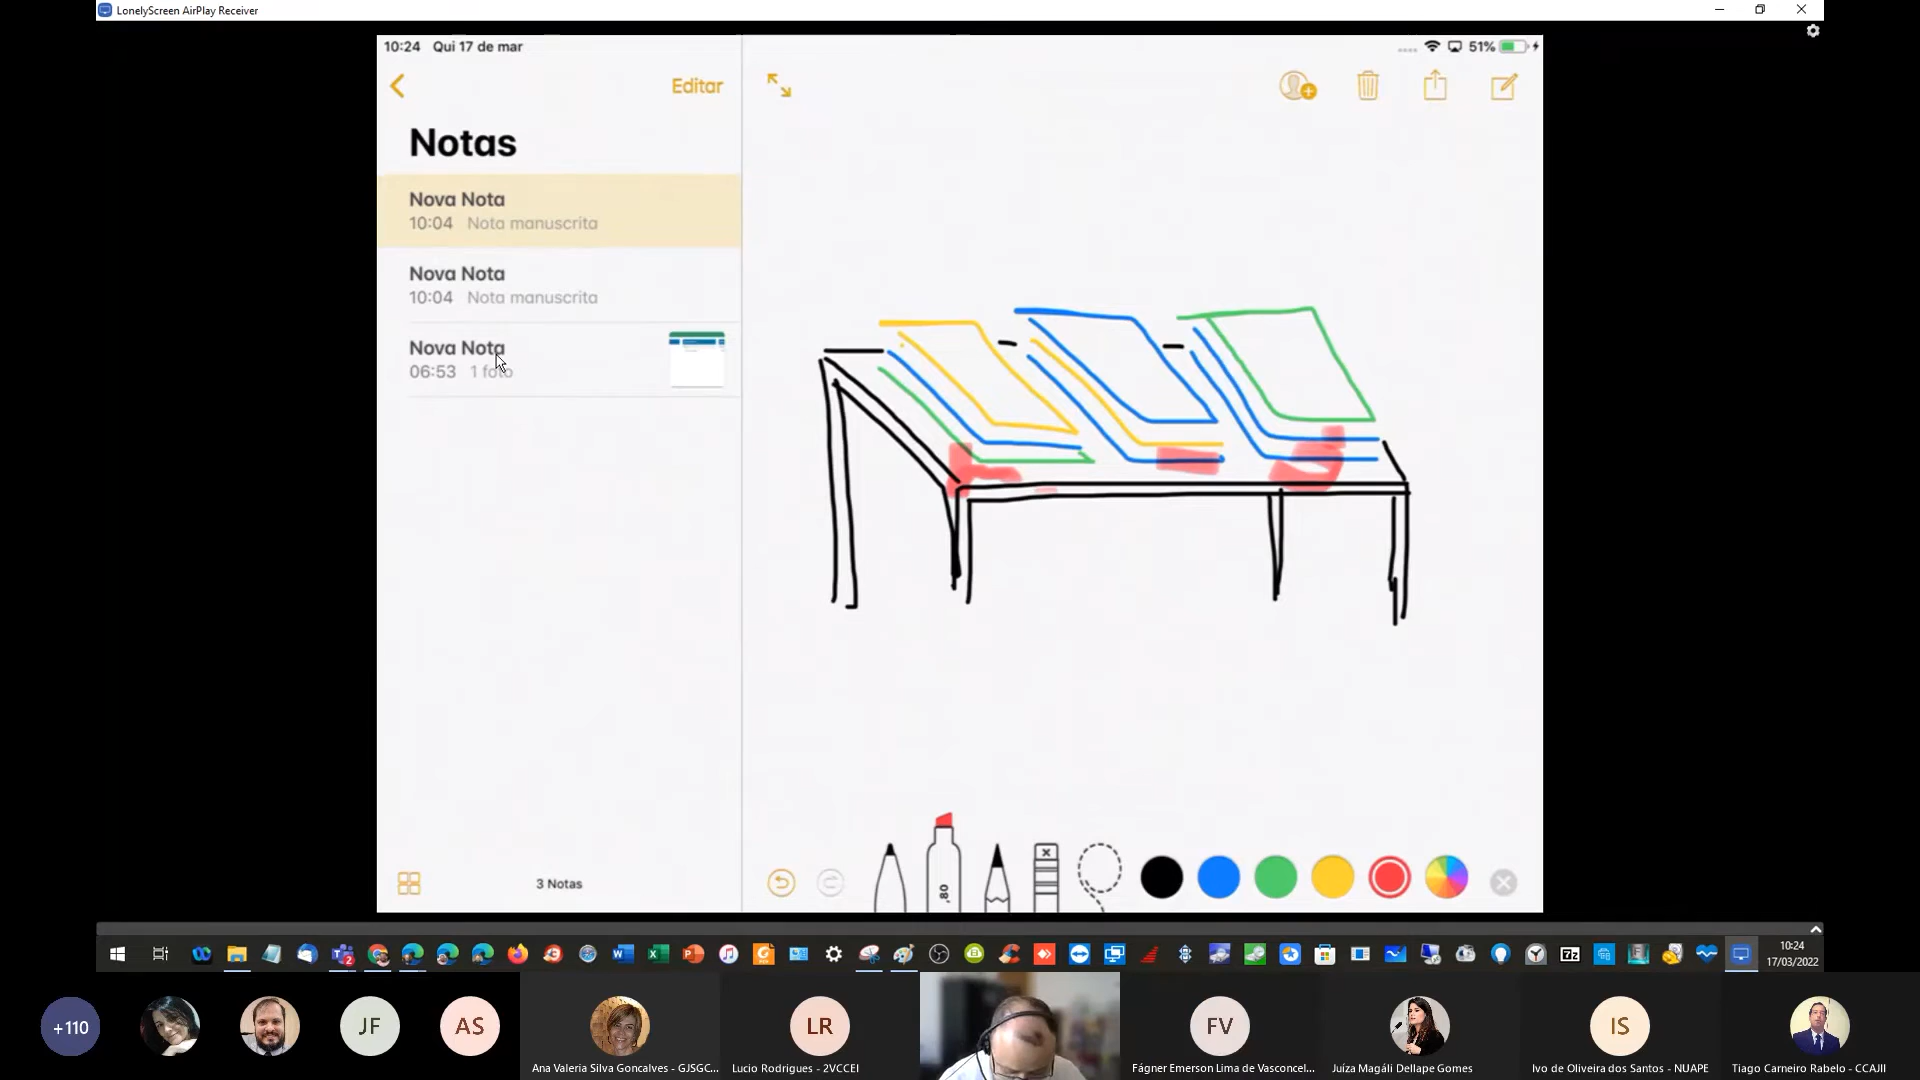 LonelyScreen AirPlay Receiver
10:24 Qui 17 de mar
51%
Editar
Notas
Nova Nota
10:04 Nota manuscrita
Nova Nota
10:04 Nota manuscrita
Nova Nota
06:53 1 foto
3 Notas
,80
10:24
17/03/2022
+110
JF
AS
Ana Valeria Silva Goncalves - GJSGC...
LR
Lucio Rodrigues - 2VCCEI
FV
Fágner Emerson Lima de Vasconcel...
Juíza Magáli Dellape Gomes
IS
Ivo de Oliveira dos Santos - NUAPE
Tiago Carneiro Rabelo - CCAJII